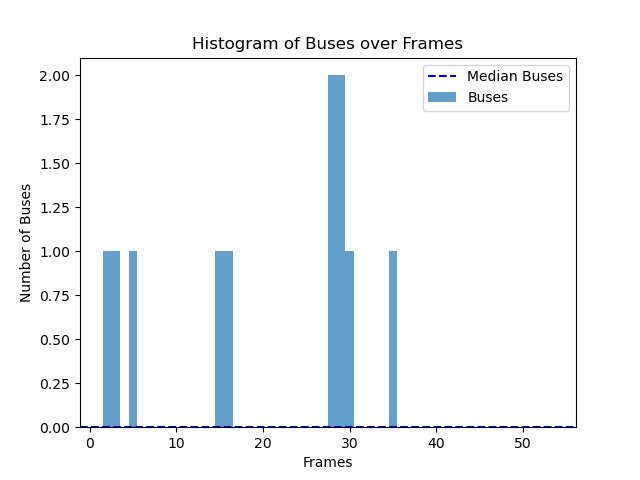 Histogram of Buses over Frames
Median Buses
Buses
2.00
1.75
1.50
1.25
1.00
0.75
0.50
0.25
0.00
Number of Buses
0 10 20 30 40 50
Frames